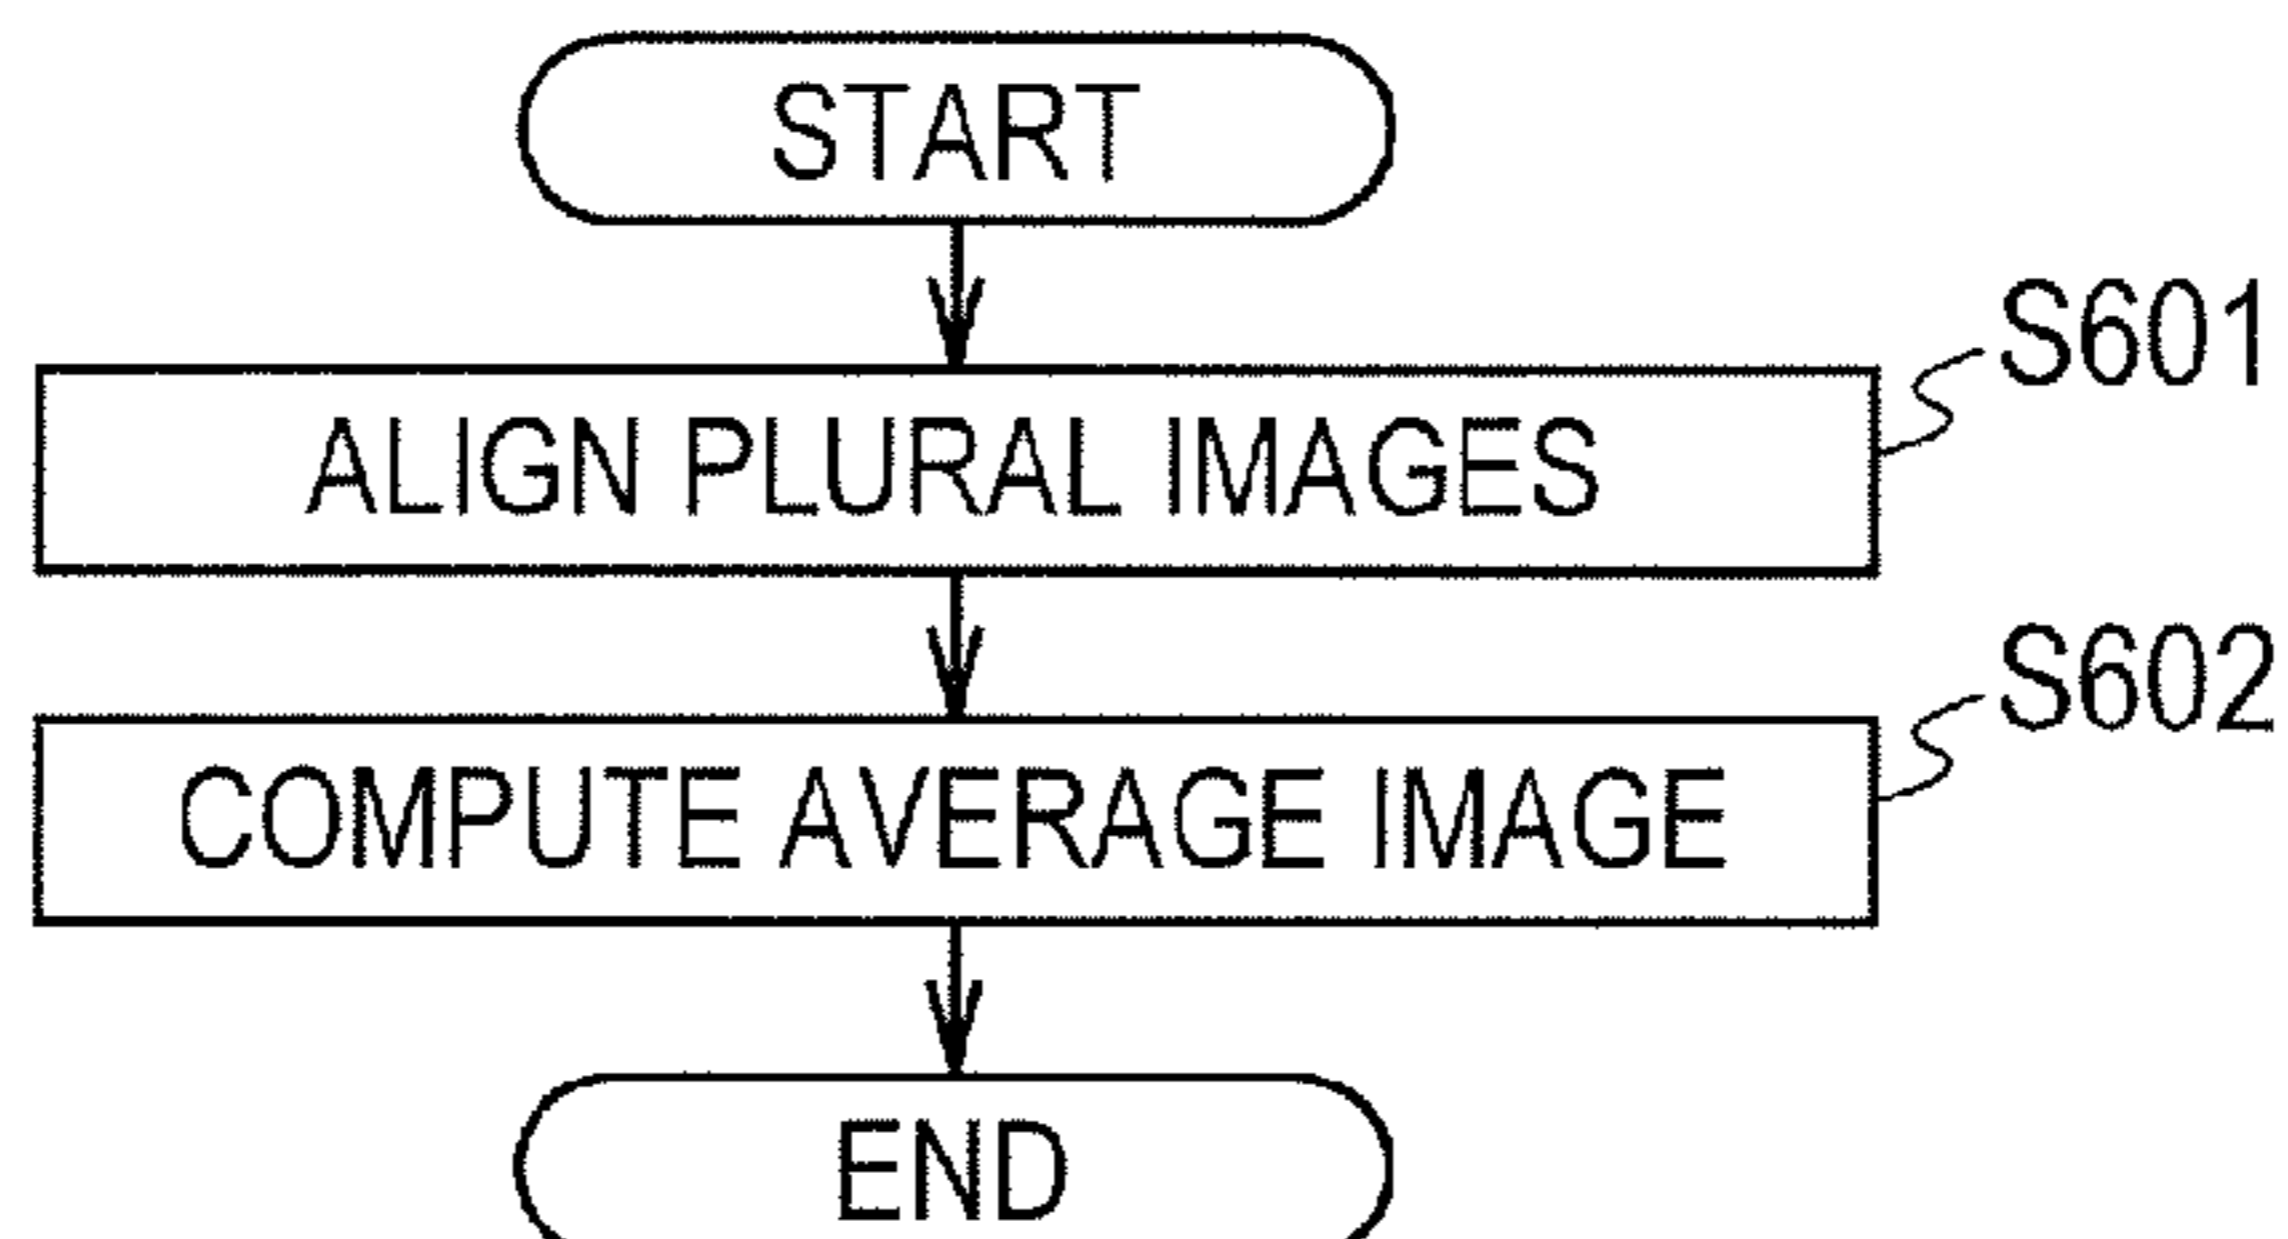 START
S601
ALIGN PLURAL IMAGES
S602
COMPUTE AVERAGE IMAGE
END